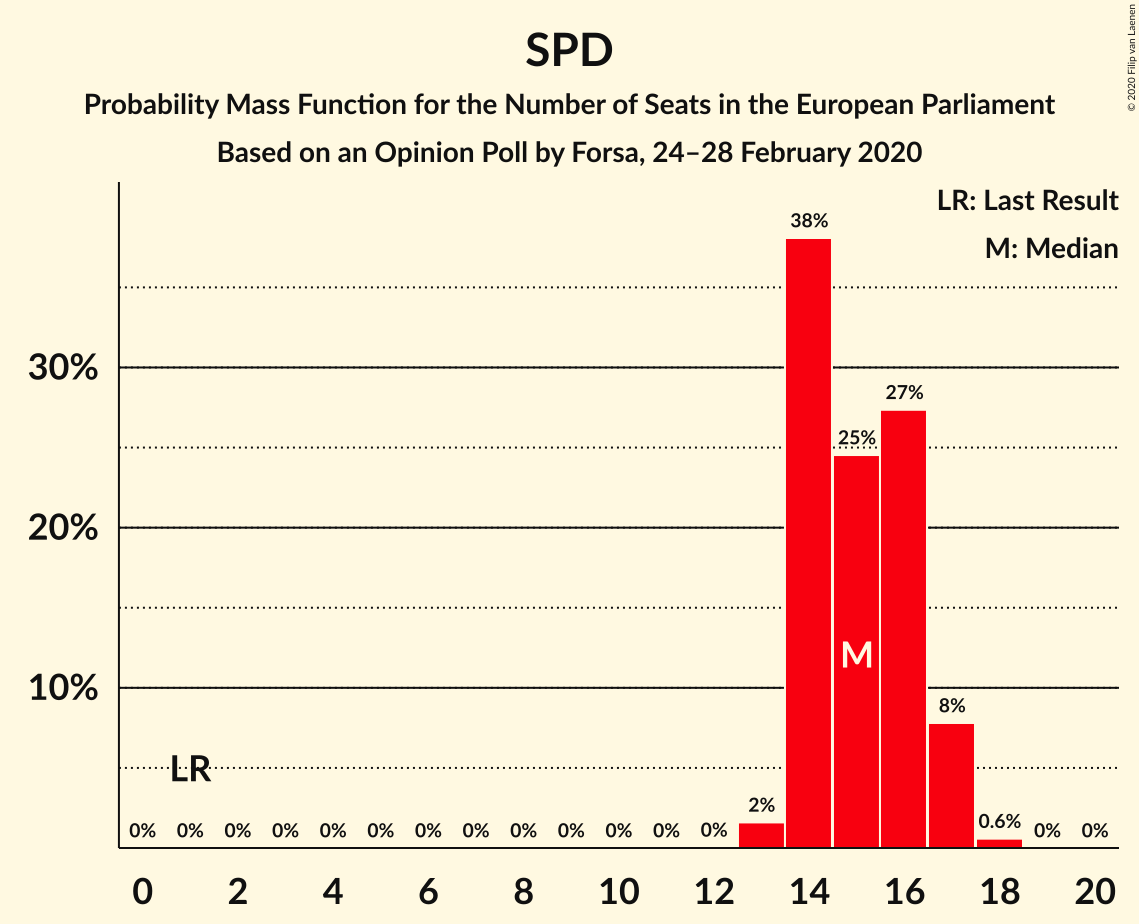 SPD
Probability Mass Function for the Number of Seats in the European Parliament
Based on an Opinion Poll by Forsa, 24–28 February 2020
© 2020 Filip van Laenen
LR: Last Result
M: Median
38%
30%
27%
25%
20%
M
10%
8%
LR
2%
0.6%
0% 0% 0% 0% 0% 0% 0% 0% 0% 0% 0% 0% 0% 0% 0%
0 2 4 6 8 10 12 14 16 18 20